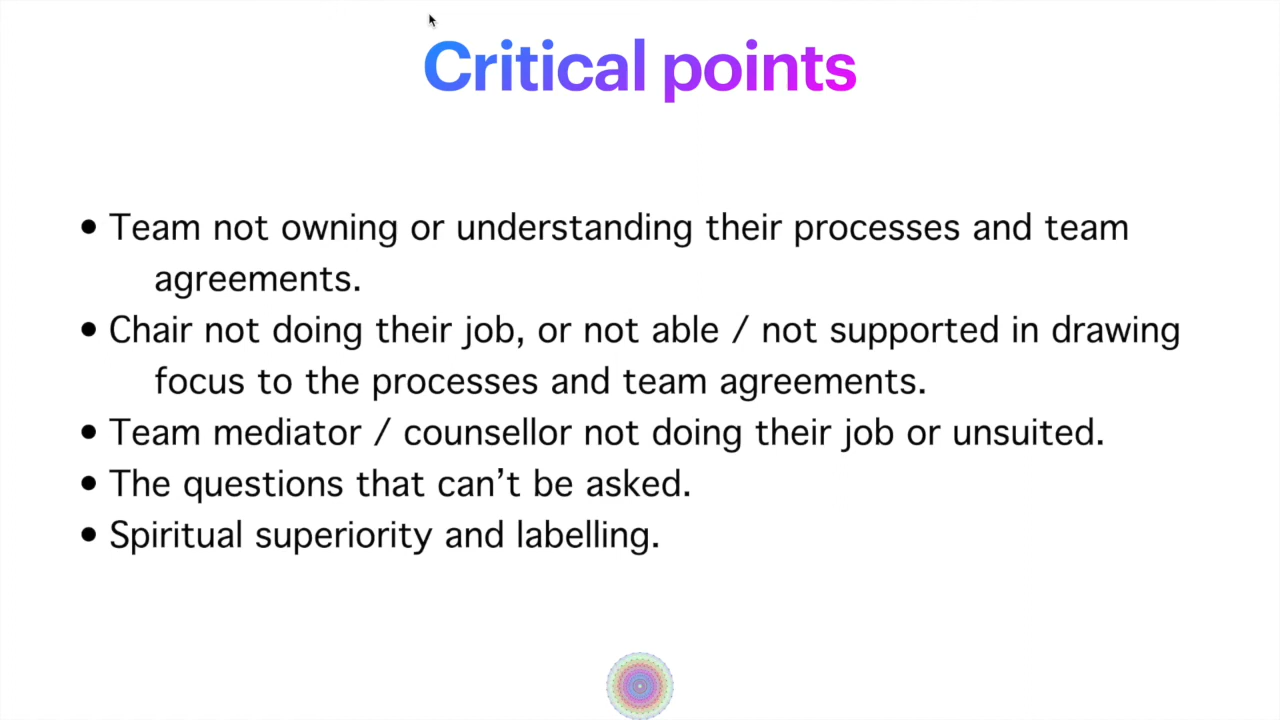 Critical points
• Team not owning or understanding their processes and team
agreements.
• Chair not doing their job, or not able / not supported in drawing
focus to the processes and team agreements.
• Team mediator / counsellor not doing their job or unsuited.
• The questions that can’t be asked.
• Spiritual superiority and labelling.